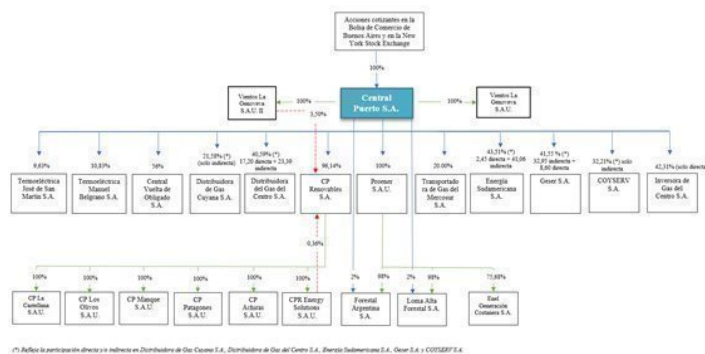 Acciones cotizantes en la
Bolsa de Comercio de
Buenos Aires y en la New
York Stock Exchange
100%
Vientos La
Genoveva
S.A.U. II
100%
Central
Puerto S.A.
100%
Vientos La
Genoveva
S.A.U.
3,50%
9,63%
10,83%
56%
21,58% (*)
(solo indirecta)
40,59% (*)
17,20 directa + 23,39
indirecta
96,14%
100%
20.00%
43,51% (*)
2,45 directa + 41,06
indirecta
41,55 % (*)
32,95 indirecta +
8,60 directa
32,21% (*) solo
indirecto
42,31% (solo directa)
Termoeléctrica
José de San
Martín S.A.
Termoeléctrica
Manuel
Belgrano S.A.
Central
Vuelta de
Obligado S.A.
Distribuidora
de Gas
Cuyana S.A.
Distribuidora
del Gas del
Centro S.A.
CP
Renovables
S.A.
Proener
S.A.U.
Transportado
ra de Gas del
Mercosur
S.A.
Energía
Sudamericana
S.A.
Geser S.A.
COYSERV
S.A.
Inversora de
Gas del
Centro S.A.
0,36%
100%
100%
100%
100%
100%
100%
2%
98%
2%
98%
75,68%
CP La
Castellana
S.A.U.
CP Los
Olivos
S.A.U.
CP Manque
S.A.U.
CP
Patagones
S.A.U.
CP
Achiras
S.A.U.
CPR Energy
Solutions
S.A.U.
Forestal
Argentina
S.A.
Loma Alta
Forestal S.A.
Enel
Generación
Costanera S.A.
(*) Refleja la participación directa y/o indirecta en Distribuidora de Gas Cuyana S.A., Distribuidora de Gas del Centro S.A., Energía Sudamericana S.A., Geser S.A. y COYSERV S.A.